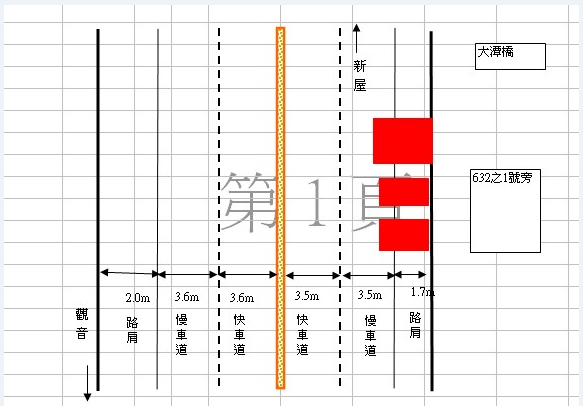 大潭橋
新屋
632之1號旁
第 1 頁
2.0m
3.6m
3.6m
3.5m
3.5m
1.7m
觀音
路肩
慢車道
快車道
快車道
慢車道
路肩